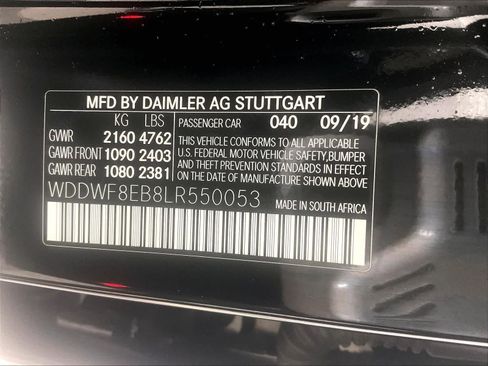 MFD BY DAIMLER AG STUTTGART
KG LBS PASSENGER CAR 040 09/19
GWWR 2160 4762 THIS VEHICLE CONFORMS TO ALL APPLICABLE
GAWR FRONT 1090 2403 U.S. FEDERAL MOTOR VEHICLE SAFETY,BUMPER
GAWR REAR 1080 2381 AND THEFT PREVENTION STANDARDS IN EFFECT
ON THE DATE OF MANUFACTURE SHOWN ABOVE.
WDDWF8EB8LR550053 MADE IN SOUTH AFRICA